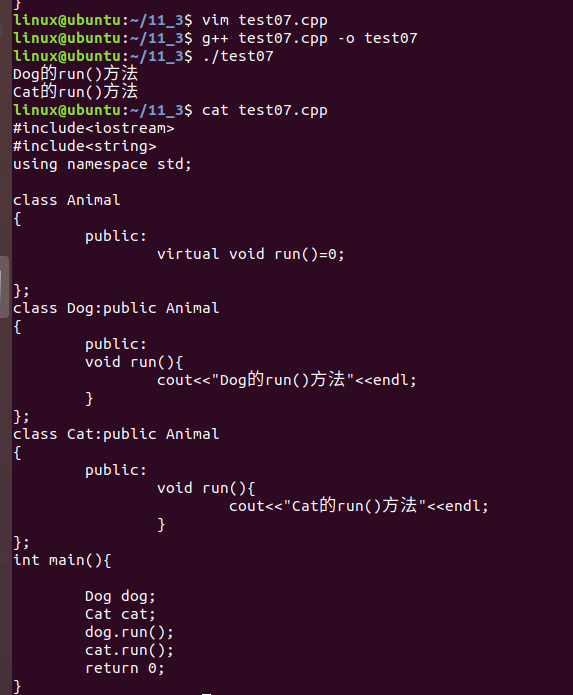 }
linux@ubuntu:~/11_3$ vim test07.cpp
linux@ubuntu:~/11_3$ g++ test07.cpp -o test07
linux@ubuntu:~/11_3$ ./test07
Dog的run()方法
Cat的run()方法
linux@ubuntu:~/11_3$ cat test07.cpp
#include<iostream>
#include<string>
using namespace std;
class Animal
{
public:
virtual void run()=0;
};
class Dog:public Animal
{
public:
void run(){
cout<<"Dog的run()方法"<<endl;
}
};
class Cat:public Animal
{
public:
void run(){
cout<<"Cat的run()方法"<<endl;
}
};
int main(){
Dog dog;
Cat cat;
dog.run();
cat.run();
return 0;
}